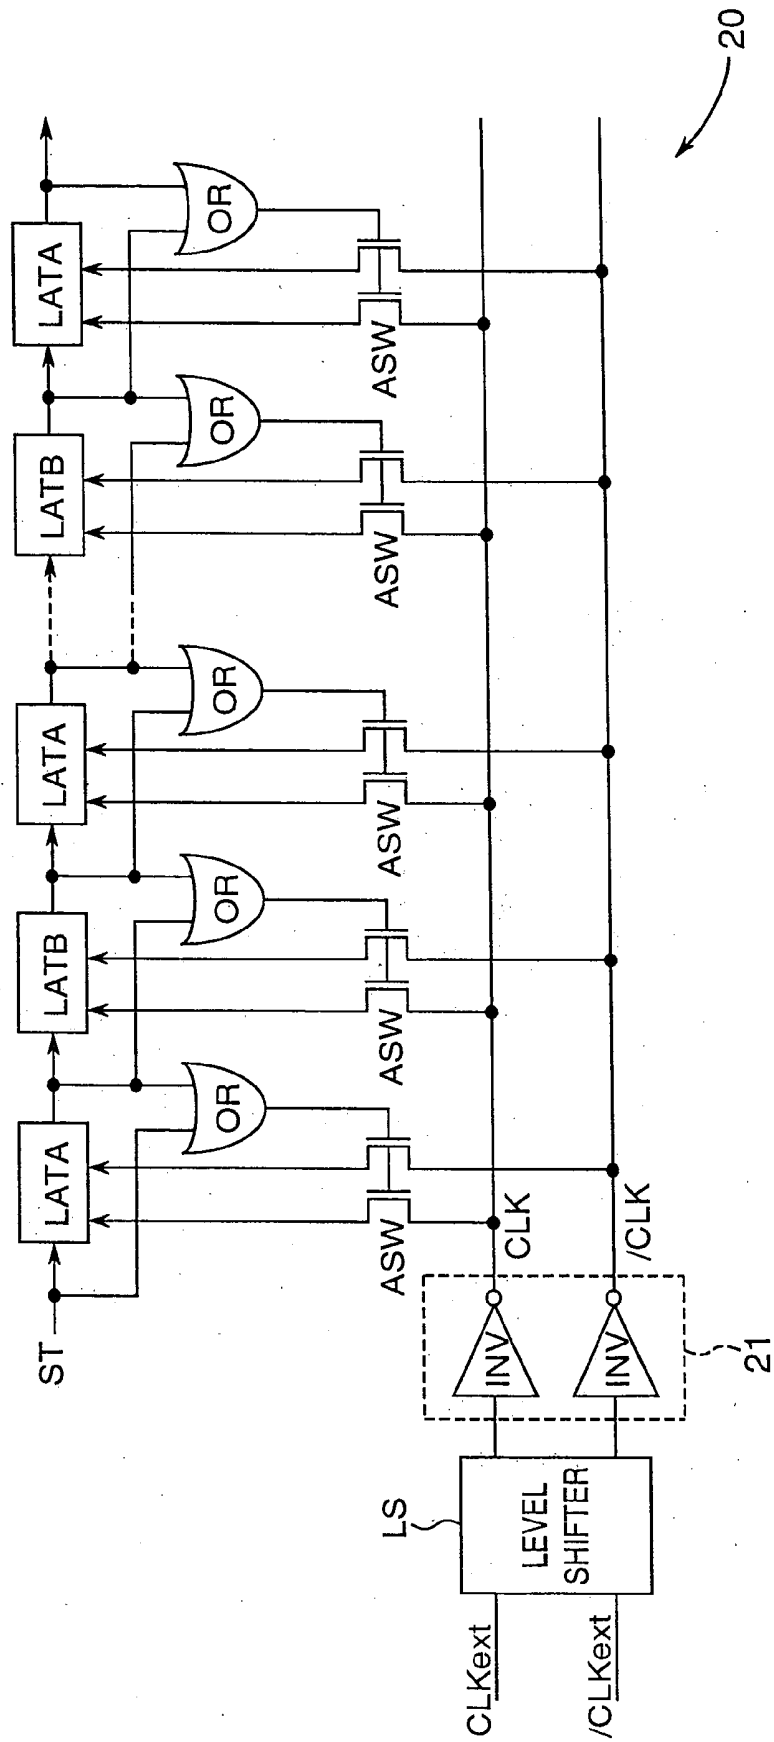 20
ST
LATA
LATB
LATA
LATB
LATA
OR
OR
OR
OR
OR
ASW
ASW
ASW
ASW
ASW
CLK
/CLK
INV
INV
21
LS
LEVEL
SHIFTER
CLKext
/CLKext